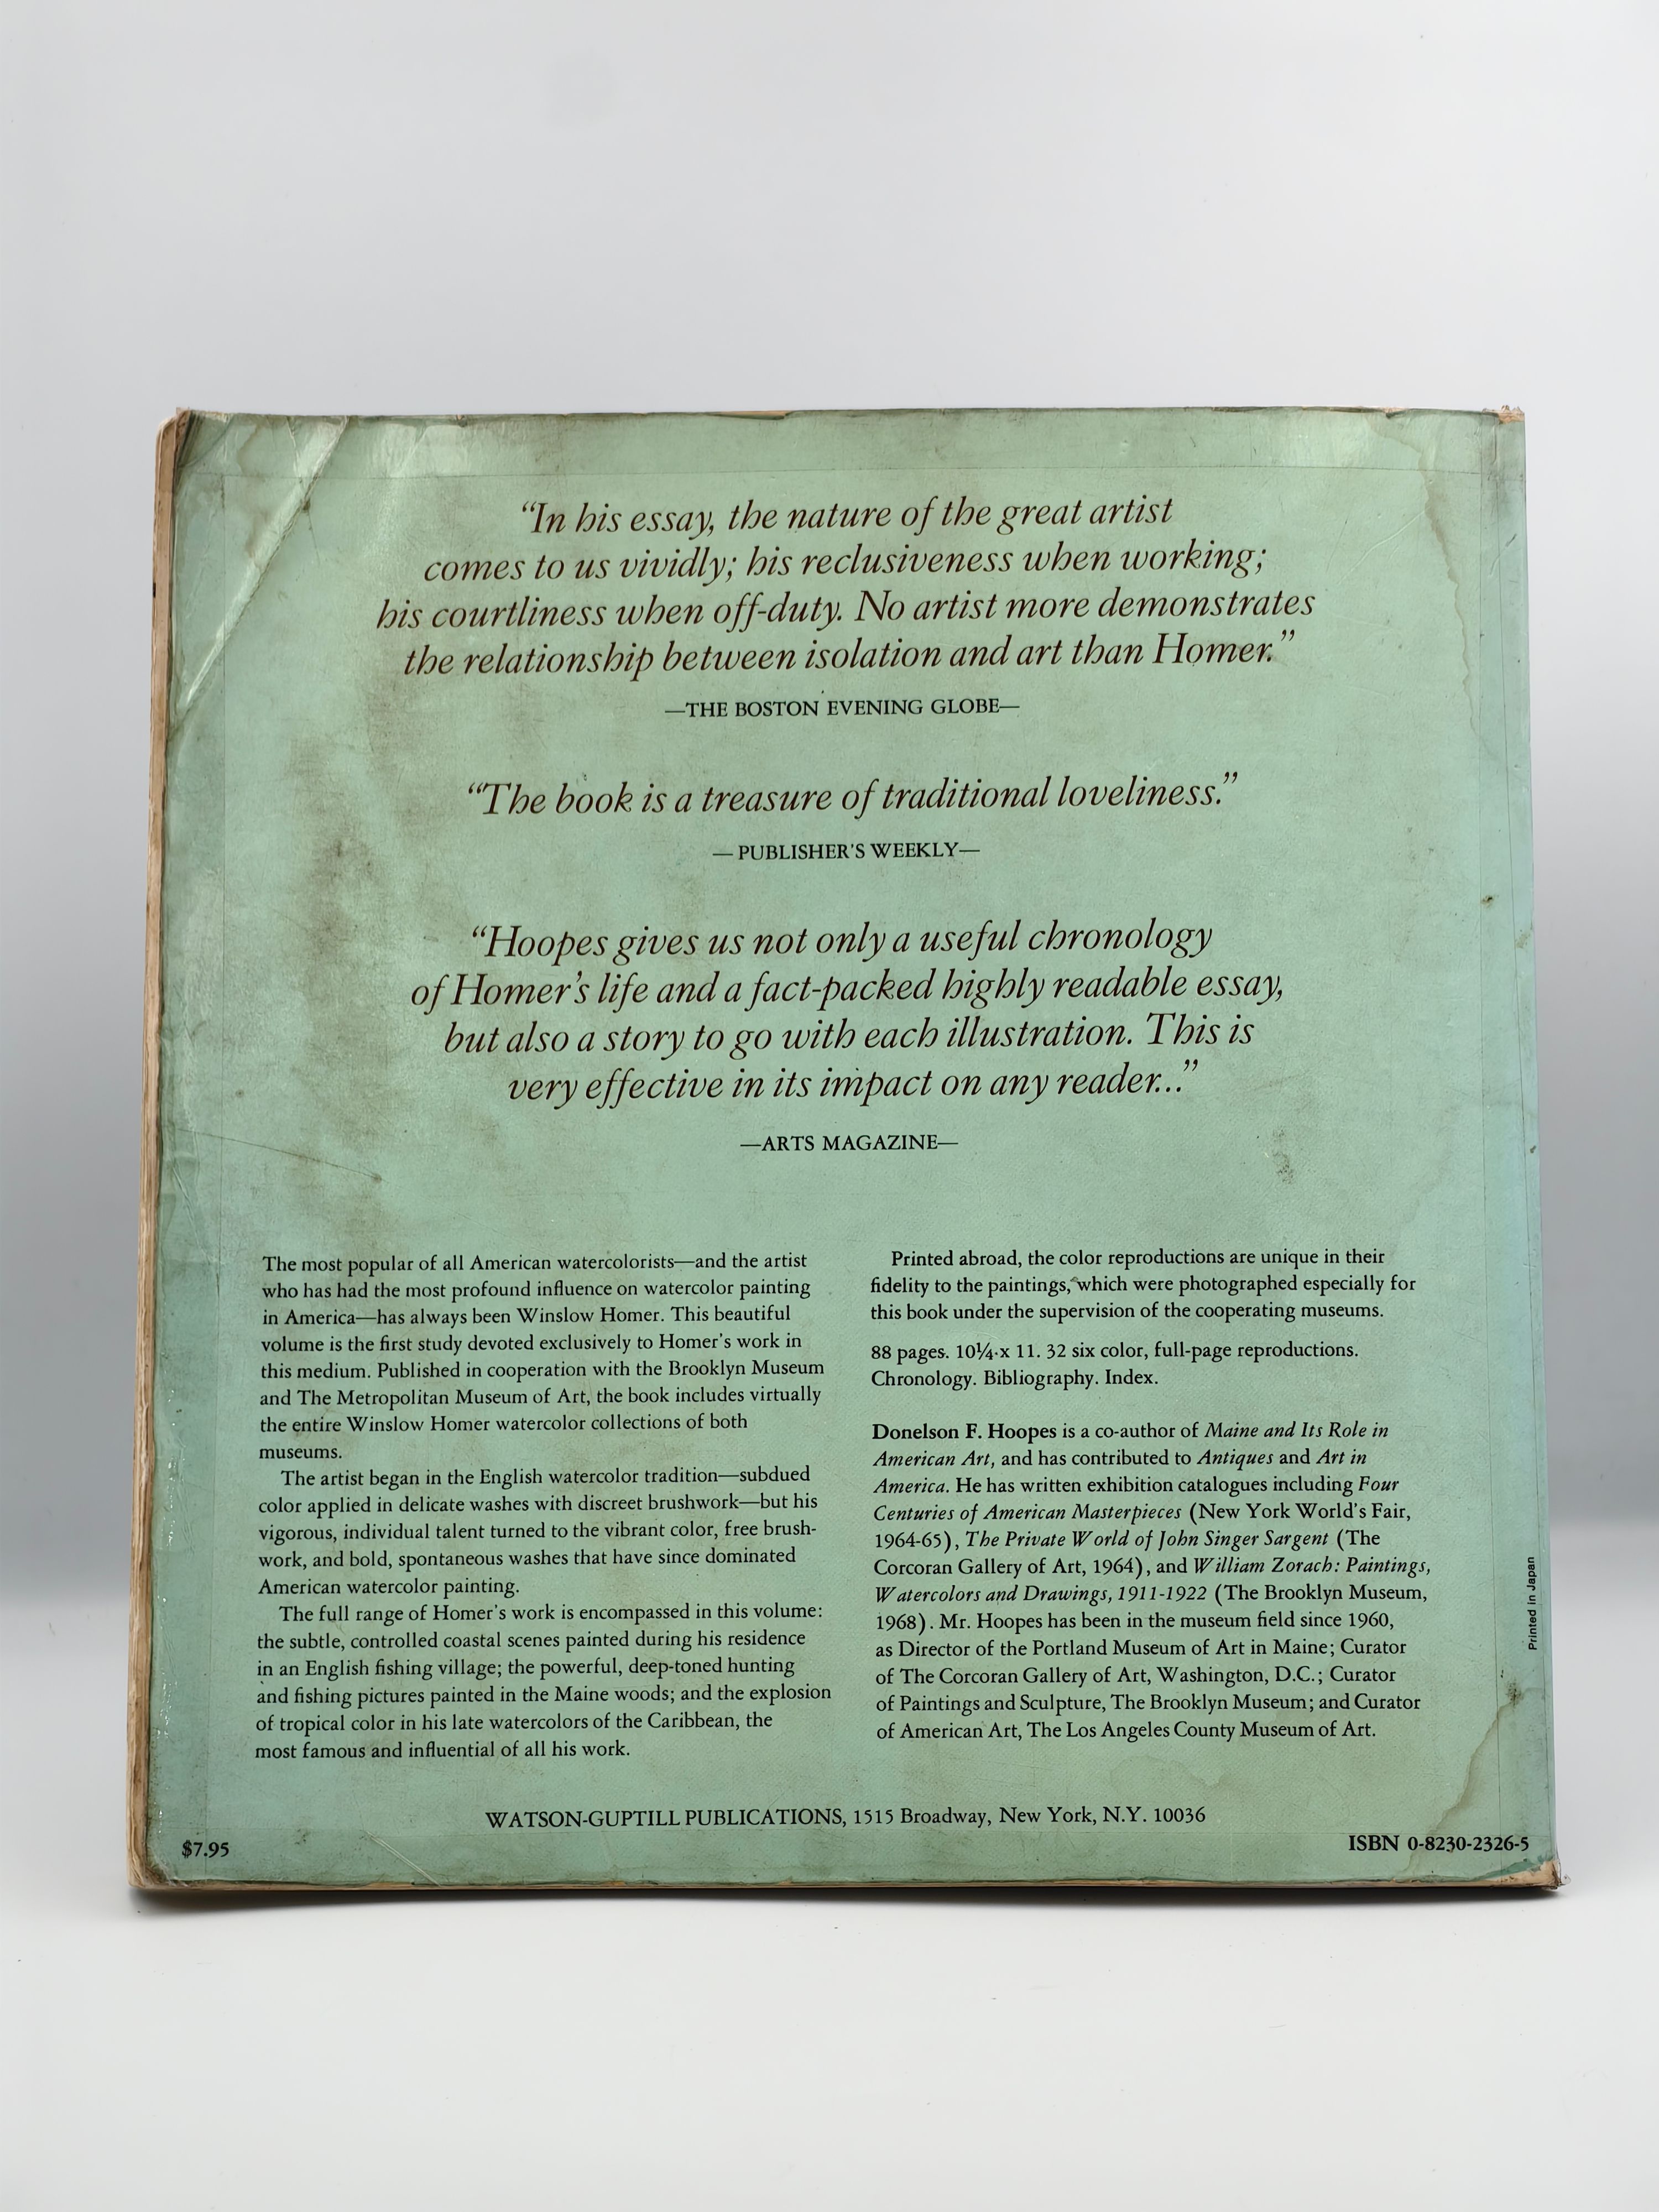 “In his essay, the nature of the great artist
comes to us vividly; his reclusiveness when working;
his courtliness when off-duty. No artist more demonstrates
the relationship between isolation and art than Homer.”
—THE BOSTON EVENING GLOBE—
“The book is a treasure of traditional loveliness.”
— PUBLISHER'S WEEKLY—
“Hoopes gives us not only a useful chronology
of Homer's life and a fact-packed highly readable essay,
but also a story to go with each illustration. This is
very effective in its impact on any reader...”
—ARTS MAGAZINE—
The most popular of all American watercolorists—and the artist
who has had the most profound influence on watercolor painting
in America—has always been Winslow Homer. This beautiful
volume is the first study devoted exclusively to Homer's work in
this medium. Published in cooperation with the Brooklyn Museum
and The Metropolitan Museum of Art, the book includes virtually
the entire Winslow Homer watercolor collections of both
museums.
The artist began in the English watercolor tradition—subdued
color applied in delicate washes with discreet brushwork—but his
vigorous, individual talent turned to the vibrant color, free brush-
work, and bold, spontaneous washes that have since dominated
American watercolor painting.
The full range of Homer's work is encompassed in this volume:
the subtle, controlled coastal scenes painted during his residence
in an English fishing village; the powerful, deep-toned hunting
and fishing pictures painted in the Maine woods; and the explosion
of tropical color in his late watercolors of the Caribbean, the
most famous and influential of all his work.
Printed abroad, the color reproductions are unique in their
fidelity to the paintings, which were photographed especially for
this book under the supervision of the cooperating museums.
88 pages. 10¼ x 11. 32 six color, full-page reproductions.
Chronology. Bibliography. Index.
Donelson F. Hoopes is a co-author of Maine and Its Role in
American Art, and has contributed to Antiques and Art in
America. He has written exhibition catalogues including Four
Centuries of American Masterpieces (New York World's Fair,
1964-65), The Private World of John Singer Sargent (The
Corcoran Gallery of Art, 1964), and William Zorach: Paintings,
Watercolors and Drawings, 1911-1922 (The Brooklyn Museum,
1968). Mr. Hoopes has been in the museum field since 1960,
as Director of the Portland Museum of Art in Maine; Curator
of The Corcoran Gallery of Art, Washington, D.C.; Curator
of Paintings and Sculpture, The Brooklyn Museum; and Curator
of American Art, The Los Angeles County Museum of Art.
Printed in Japan
WATSON-GUPTILL PUBLICATIONS, 1515 Broadway, New York, N.Y. 10036
$7.95
ISBN 0-8230-2326-5